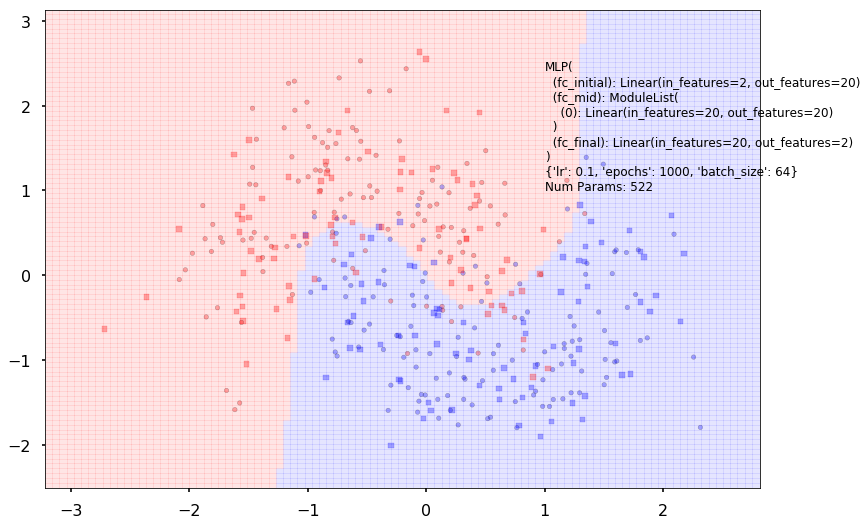 3
2
1
0
−1
−2
MLP(
(fc_initial): Linear(in_features=2, out_features=20)
(fc_mid): ModuleList(
(0): Linear(in_features=20, out_features=20)
)
(fc_final): Linear(in_features=20, out_features=2)
)
{'lr': 0.1, 'epochs': 1000, 'batch_size': 64}
Num Params: 522
−3 −2 −1 0 1 2